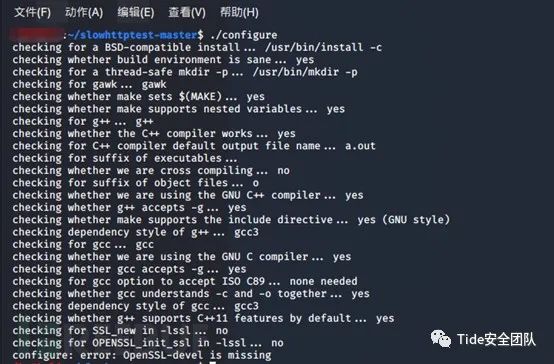 文件(F) 动作(A) 编辑(E) 查看(V) 帮助(H)
:~/slowhttptest-master$ ./configure
checking for a BSD-compatible install... /usr/bin/install -c
checking whether build environment is sane... yes
checking for a thread-safe mkdir -p... /usr/bin/mkdir -p
checking for gawk... gawk
checking whether make sets $(MAKE)... yes
checking whether make supports nested variables... yes
checking for g++... g++
checking whether the C++ compiler works... yes
checking for C++ compiler default output file name... a.out
checking for suffix of executables...
checking whether we are cross compiling... no
checking for suffix of object files... o
checking whether we are using the GNU C++ compiler... yes
checking whether g++ accepts -g... yes
checking whether make supports the include directive... yes (GNU style)
checking dependency style of g++... gcc3
checking for gcc... gcc
checking whether we are using the GNU C compiler... yes
checking whether gcc accepts -g... yes
checking for gcc option to accept ISO C89... none needed
checking whether gcc understands -c and -o together... yes
checking dependency style of gcc... gcc3
checking whether g++ supports C++11 features by default... yes
checking for SSL_new in -lssl... no
checking for OPENSSL_init_ssl in -lssl... no
configure: error: OpenSSL-devel is missing
Tide安全团队